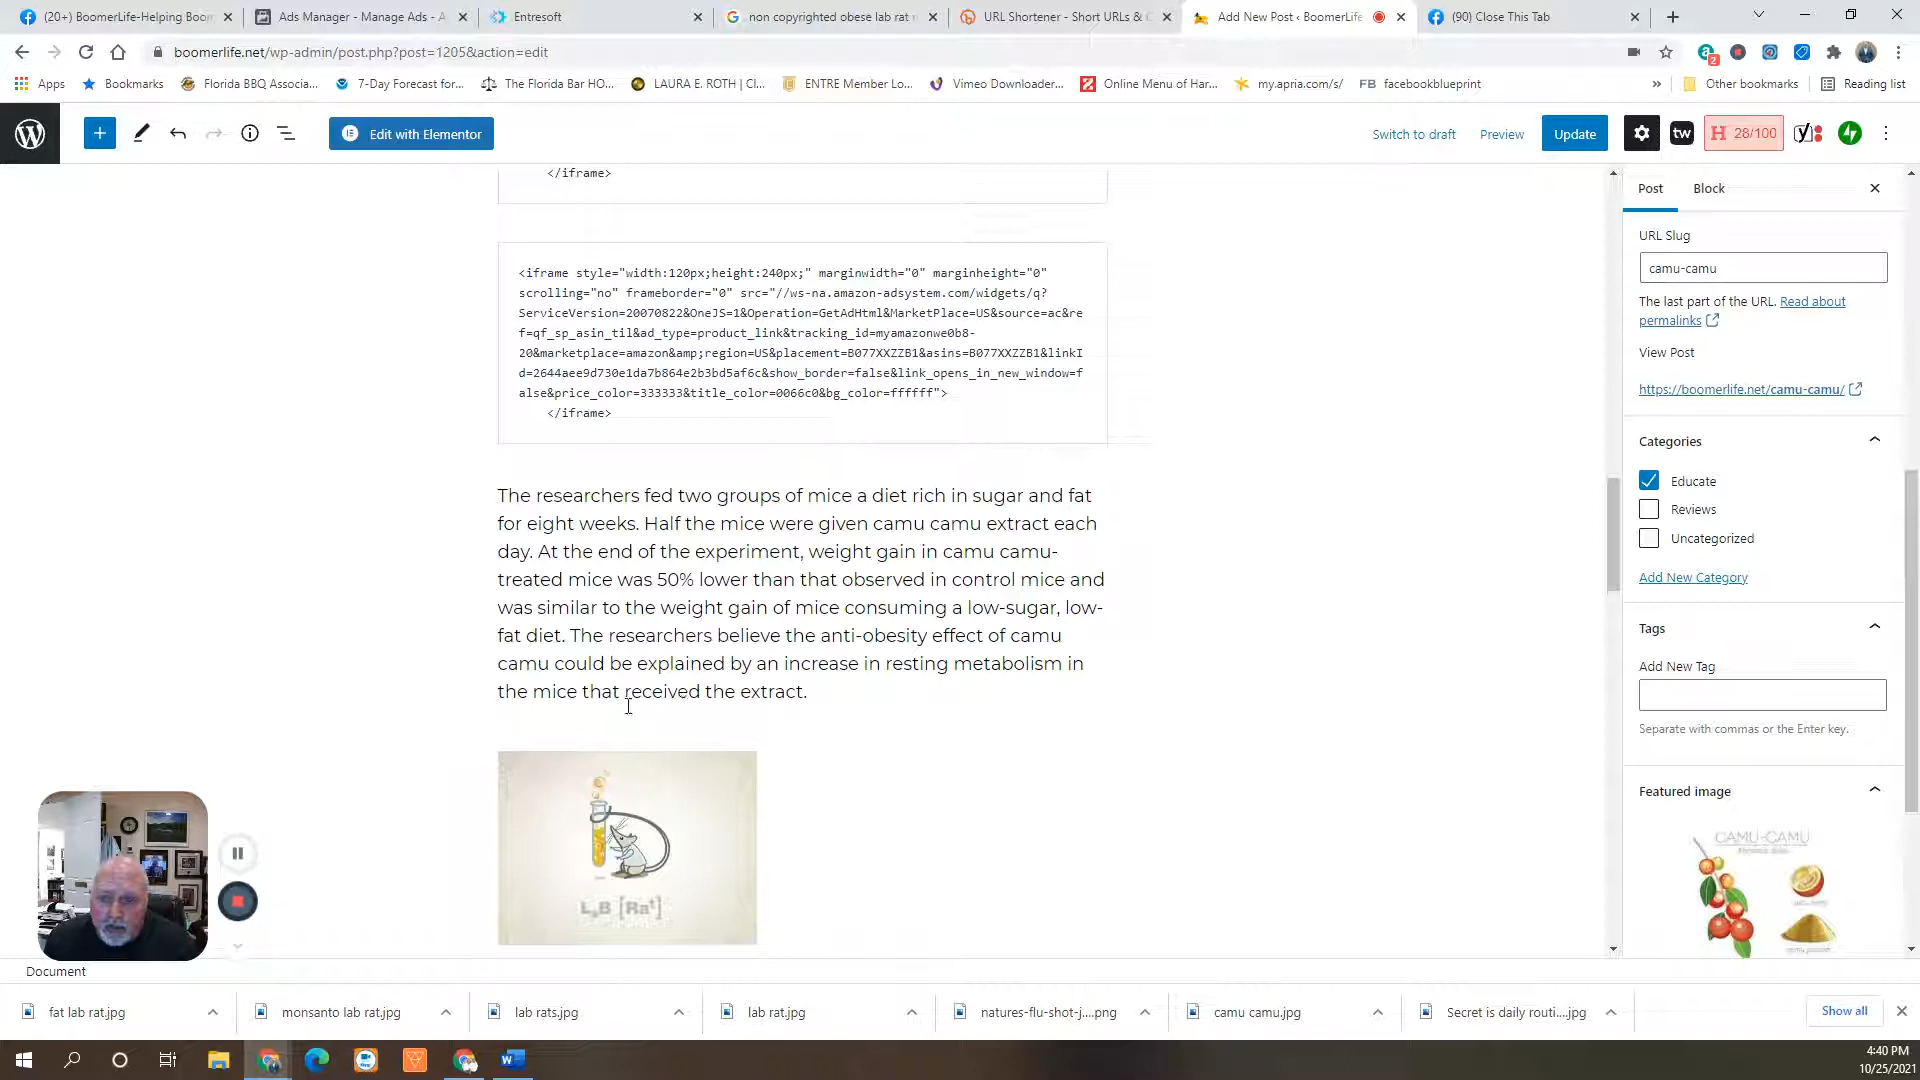 (20+) BoomerLife-Helping Boom
Ads Manager - Manage Ads - A
Entresoft
non copyrighted obese lab rat
URL Shortener - Short URLs &
Add New Post ‹ BoomerLife
(90) Close This Tab
boomerlife.net/wp-admin/post.php?post=1205&action=edit
2
Apps
Bookmarks
Florida BBQ Associa...
7-Day Forecast for...
The Florida Bar HO...
LAURA E. ROTH | Cl...
ENTRE Member Lo...
Vimeo Downloader...
Online Menu of Har...
my.apria.com/s/
FB facebookblueprint
»
Other bookmarks
Reading list
Edit with Elementor
Switch to draft
Preview
Update
tw
H 28/100
</iframe>
<iframe style="width:120px;height:240px;" marginwidth="0" marginheight="0"
scrolling="no" frameborder="0" src="//ws-na.amazon-adsystem.com/widgets/q?
ServiceVersion=20070822&OneJS=1&Operation=GetAdHtml&MarketPlace=US&source=ac&re
f=qf_sp_asin_til&ad_type=product_link&tracking_id=myamazonwe0b8-
20&marketplace=amazon&amp;region=US&placement=B077XXZZB1&asins=B077XXZZB1&linkI
d=2644aee9d730e1da7b864e2b3bd5af6c&show_border=false&link_opens_in_new_window=f
alse&price_color=333333&title_color=0066c0&bg_color=ffffff">
</iframe>
The researchers fed two groups of mice a diet rich in sugar and fat
for eight weeks. Half the mice were given camu camu extract each
day. At the end of the experiment, weight gain in camu camu-
treated mice was 50% lower than that observed in control mice and
was similar to the weight gain of mice consuming a low-sugar, low-
fat diet. The researchers believe the anti-obesity effect of camu
camu could be explained by an increase in resting metabolism in
the mice that received the extract.
LaB [Rat]
Post
Block
URL Slug
camu-camu
The last part of the URL. Read about
permalinks
View Post
https://boomerlife.net/camu-camu/
Categories
Educate
Reviews
Uncategorized
Add New Category
Tags
Add New Tag
Separate with commas or the Enter key.
Featured image
CAMU-CAMU
Document
fat lab rat.jpg
monsanto lab rat.jpg
lab rats.jpg
lab rat.jpg
natures-flu-shot-j....png
camu camu.jpg
Secret is daily routi....jpg
Show all
4:40 PM
10/25/2021